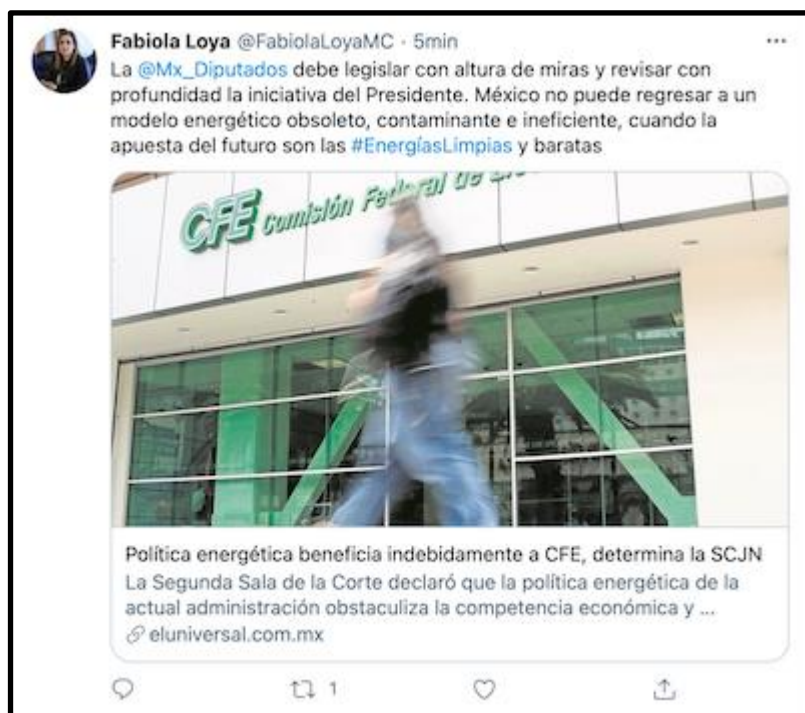 Fabiola Loya @FabiolaLoyaMC · 5min
La @Mx_Diputados debe legislar con altura de miras y revisar con
profundidad la iniciativa del Presidente. México no puede regresar a un
modelo energético obsoleto, contaminante e ineficiente, cuando la
apuesta del futuro son las #EnergíasLimpias y baratas
CFE Comisión Federal de
Política energética beneficia indebidamente a CFE, determina la SCJN
La Segunda Sala de la Corte declaró que la política energética de la
actual administración obstaculiza la competencia económica y ...
eluniversal.com.mx
1